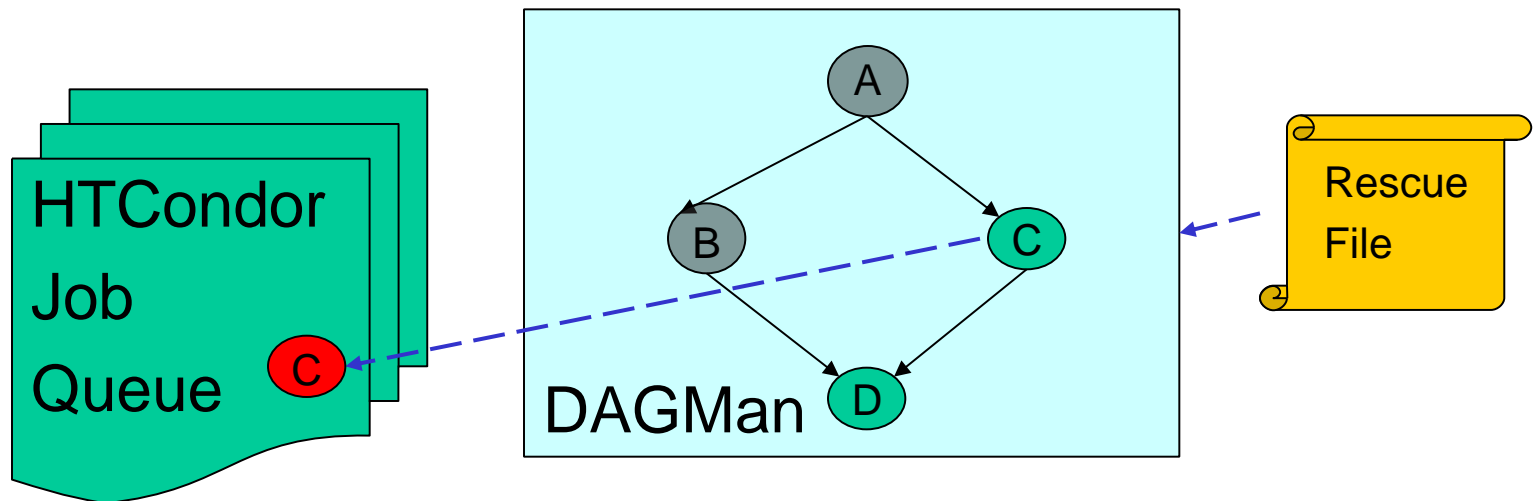 HTCondor
Job
Queue
C
A
B
C
D
DAGMan
Rescue
File